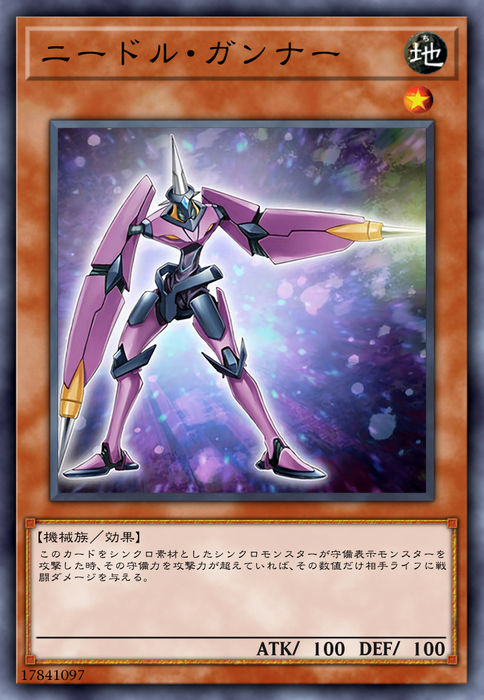 ニードル・ガンナー
ち
地
【機械族／効果】
このカードをシンクロ素材としたシンクロモンスターが守備表示モンスターを
攻撃した時、その守備力を攻撃力が超えていれば、その数値だけ相手ライフに戦
闘ダメージを与える。
ATK/ 100 DEF/ 100
17841097